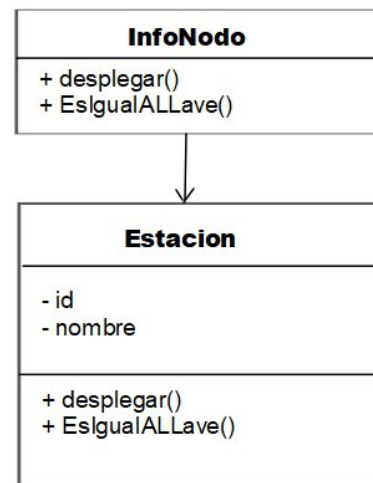 InfoNodo
+ desplegar()
+ EsIgualALLave()
Estacion
- id
- nombre
+ desplegar()
+ EsIgualALLave()